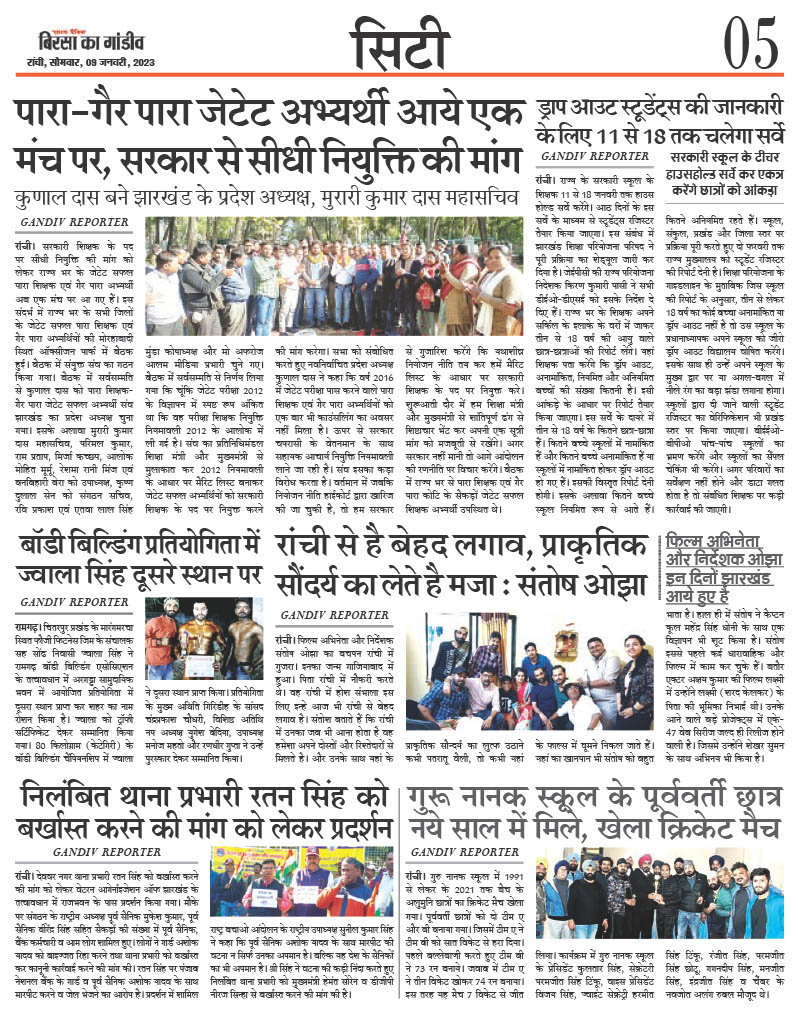 बिरसा का गांडीव
रांची, सोमवार, 09 जनवरी, 2023
सिटी
05
पारा-गैर पारा जेटेट अभ्यर्थी आये एक
मंच पर, सरकार से सीधी नियुक्ति की मांग
कुणाल दास बने झारखंड के प्रदेश अध्यक्ष, मुरारी कुमार दास महासचिव
GANDIV REPORTER
रांची। सरकारी शिक्षक के पद
पर सीधी नियुक्ति की मांग को
लेकर राज्य भर के जेटेट सफल
पारा शिक्षक एवं गैर पारा अभ्यर्थी
अब एक मंच पर आ गए हैं। इस
संदर्भ में राज्य भर के सभी जिलों
के जेटेट सफल पारा शिक्षक एवं
गैर पारा अभ्यर्थियों की मोरहाबादी
स्थित ऑक्सीजन पार्क में बैठक
हुई। बैठक में संयुक्त संघ का गठन
किया गया। बैठक में सर्वसम्मति
से कुणाल दास को पारा शिक्षक-
गैर पारा जेटेट सफल अभ्यर्थी संघ
झारखंड का प्रदेश अध्यक्ष चुना
गया। इसके अलावा मुरारी कुमार
दास महासचिव, परिमल कुमार,
राम प्रताप, मिर्जा कच्छप, आलोक
मोहित मुर्मू, रेशमा रानी मिंज एवं
बनबिहारी बेरा को उपाध्यक्ष, कृष्ण
दुलाल सेन को संगठन सचिव,
रवि प्रकाश एवं एतवा लाल सिंह
मुंडा कोषाध्यक्ष और मो अफरोज
आलम मीडिया प्रभारी चुने गए।
बैठक में सर्वसम्मति से निर्णय लिया
गया कि चूंकि जेटेट परीक्षा 2012
के विज्ञापन में स्पष्ट रूप अंकित
था कि वह परीक्षा शिक्षक नियुक्ति
नियमावली 2012 के आलोक में
ली गई है। संघ का प्रतिनिधिमंडल
शिक्षा मंत्री और मुख्यमंत्री से
मुलाकात कर 2012 नियमावली
के आधार पर मैरिट लिस्ट बनाकर
जेटेट सफल अभ्यर्थियों को सरकारी
शिक्षक के पद पर नियुक्त करने
की मांग करेगा। सभा को संबोधित
करते हुए नवनिर्वाचित प्रदेश अध्यक्ष
कुणाल दास ने कहा कि वर्ष 2016
में जेटेट परीक्षा पास करने वाले पारा
शिक्षक एवं गैर पारा अभ्यर्थियों को
एक बार भी काउंसलिंग का अवसर
नहीं मिला है। ऊपर से सरकार
चपरासी के वेतनमान के साथ
सहायक आचार्य नियुक्ति नियमावली
लाने जा रही है। संघ इसका कड़ा
विरोध करता है। वर्तमान में जबकि
नियोजन नीति हाईकोर्ट द्वारा खारिज
की जा चुकी है, तो हम सरकार
से गुजारिश करेंगे कि यथाशीघ्र
नियोजन नीति तय कर हमें मैरिट
लिस्ट के आधार पर सरकारी
शिक्षक के पद पर नियुक्त करे।
शुरूआती दौर में हम शिक्षा मंत्री
और मुख्यमंत्री से शांतिपूर्ण ढंग से
शिष्टाचार भेंट कर अपनी एक सूत्री
मांग को मजबूती से रखेंगे। अगर
सरकार नहीं मानी तो आगे आंदोलन
की रणनीति पर विचार करेंगे। बैठक
में राज्य भर से पारा शिक्षक एवं गैर
पारा कोटि के सैकड़ों जेटेट सफल
शिक्षक अभ्यर्थी उपस्थित थे।
ड्राप आउट स्टूडेंट्स की जानकारी
के लिए 11 से 18 तक चलेगा सर्वे
GANDIV REPORTER
सरकारी स्कूल के टीचर
हाउसहोल्ड सर्वे कर एकत्र
करेंगे छात्रों को आंकड़ा
रांची। राज्य के सरकारी स्कूल के
शिक्षक 11 से 18 जनवरी तक हाउस
होल्ड सर्वे करेंगे। आठ दिनों के इस
सर्वे के माध्यम से स्टूडेंट्स रजिस्टर
तैयार किया जाएगा। इस संबंध में
झारखंड शिक्षा परियोजना परिषद ने
पूरी प्रक्रिया का शेड्यूल जारी कर
दिया है। जेईपीसी की राज्य परियोजना
निदेशक किरण कुमारी पासी ने सभी
डीईओ-डीएसई को इसके निर्देश दे
दिए हैं। राज्य भर के शिक्षक अपने
सर्किल के इलाके के घरों में जाकर
तीन से 18 वर्ष की आयु वाले
छात्र-छात्राओं की रिपोर्ट लेंगे। यहां
शिक्षक पता करेंगे कि ड्रॉप आउट,
अनामांकित, नियमित और अनियमित
बच्चों की संख्या कितनी है। इसी
आंकड़े के आधार पर रिपोर्ट तैयार
किया जाएगा। इस सर्वे के दायरे में
तीन से 18 वर्ष के कितने छात्र-छात्रा
हैं। कितने बच्चे स्कूलों में नामांकित
हैं और कितने बच्चे अनामांकित हैं या
स्कूलों में नामांकित होकर ड्रॉप आउट
हो गए हैं। इसकी विस्तृत रिपोर्ट देनी
होगी। इसके अलावा कितने बच्चे
स्कूल नियमित रूप से आते हैं।
कितने अनियमित रहते हैं। स्कूल,
संकुल, प्रखंड और जिला स्तर पर
प्रक्रिया पूरी करते हुए दो फरवरी तक
राज्य मुख्यालय को स्टूडेंट रजिस्टर
की रिपोर्ट देनी है। शिक्षा परियोजना के
गाइडलाइन के मुताबिक जिस स्कूल
की रिपोर्ट के अनुसार, तीन से लेकर
18 वर्ष का कोई बच्चा अनामांकित या
ड्रॉप आउट नहीं है तो उस स्कूल के
प्रधानाध्यापक अपने स्कूल को जीरो
ड्रॉप आउट विद्यालय घोषित करेंगे।
इसके साथ ही उन्हें अपने स्कूल के
मुख्य द्वार पर या अगल-बगल में
नीले रंग का बड़ा झंडा लगाना होगा।
स्कूलों द्वारा दी जाने वाली स्टूडेंट
रजिस्टर का वेरिफिकेशन भी प्रखंड
स्तर पर किया जाएगा। बीईईओ-
बीपीओ पांच-पांच स्कूलों का
भ्रमण करेंगे और स्कूलों का सैंपल
चेकिंग भी करेंगे। अगर परिवारों का
सर्वेक्षण नहीं होने और डाटा गलत
होता है तो संबंधित शिक्षक पर कड़ी
कार्रवाई की जाएगी।
बॉडी बिल्डिंग प्रतियोगिता में
ज्वाला सिंह दूसरे स्थान पर
GANDIV REPORTER
रामगढ़। चितरपुर प्रखंड के मारंगमरचा
स्थित फौजी फिटनेस जिम के संचालक
सह सोंढ निवासी ज्वाला सिंह ने
रामगढ़ बॉडी बिल्डिंग एसोसिएशन
के तत्वावधान में अरगड्डा सामुदायिक
भवन में आयोजित प्रतियोगिता में
दूसरा स्थान प्राप्त कर शहर का नाम
रोशन किया है। ज्वाला को ट्रॉफी
सर्टिफिकेट देकर सम्मानित किया
गया। 80 किलोग्राम (केटेगिरी) के
बॉडी बिल्डिंग चैंपियनशिप में ज्वाला
ने दूसरा स्थान प्राप्त किया। प्रतियोगिता
के मुख्य अथिति गिरिडीह के सांसद
चंद्रप्रकाश चौधरी, विशिष्ठ अतिथि
नप अध्यक्ष युगेश बेदिया, उपाध्यक्ष
मनोज महतो और रणधीर गुप्ता ने उन्हें
पुरस्कार देकर सम्मानित किया।
रांची से है बेहद लगाव, प्राकृतिक
सौंदर्य का लेते है मजा : संतोष ओझा
GANDIV REPORTER
रांची। फिल्म अभिनेता और निर्देशक
संतोष ओझा का बचपन रांची में
गुजरा। इनका जन्म गाजियाबाद में
हुआ। पिता रांची में नौकरी करते
थे। वह रांची में होश संभाला इस
लिए इन्हे आज भी रांची से बेहद
लगाव है। संतोश बताते हैं कि रांची
में उनका जब भी आना होता है वह
हमेशा अपने दोस्तों और रिश्तेदारों से
मिलते है। और उनके साथ यहां के
प्राकृतिक सौन्दर्य का लुत्फ उठाने
कभी पतरातू वैली, तो कभी यहां
के फाल्स में घूमने निकल जाते हैं।
यहां का खानपान भी संतोष को बहुत
फिल्म अभिनेता
और निर्देशक ओझा
इन दिनों झारखंड
आये हुए है
भाता है। हाल ही में संतोष ने कैप्टन
कूल महेंद्र सिंह धोनी के साथ एक
विज्ञापन भी शूट किया है। संतोष
इससे पहले कई धारावाहिक और
फिल्म में काम कर चुके हैं। बतौर
एक्टर अक्षय कुमार की फिल्म लक्ष्मी
में उन्होंने लक्ष्मी (शरद केलकर) के
पिता की भूमिका निभाई थी। उनके
आने वाले बड़े प्रोजेक्ट्स में एके-
47 वेब सिरीज जल्द ही रिलीज होने
वाली है। जिसमें उन्होंने शेखर सुमन
के साथ अभिनय भी किया है।
निलंबित थाना प्रभारी रतन सिंह को
बर्खास्त करने की मांग को लेकर प्रदर्शन
GANDIV REPORTER
रांची। देवघर नगर थाना प्रभारी रतन सिंह को बर्खास्त करने
की मांग को लेकर वेटरन आगेनाईजेशन ऑफ झारखंड के
तत्वावधान में राजभवन के पास प्रदर्शन किया गया। मौके
पर संगठन के राष्ट्रीय अध्यक्ष पूर्व सैनिक मुकेश कुमार, पूर्व
सैनिक बीरेंद्र सिंह सहित सैकड़ों की संख्या में पूर्व सैनिक,
बैंक कर्मचारी व आम लोग शामिल हुए। लोगों ने गार्ड अशोक
यादव को बाइज्जत रिहा करने तथा थाना प्रभारी को बर्खास्त
कर कानूनी कार्रवाई करने की मांग की। रतन सिंह पर पंजाब
नेशनल बैंक के गार्ड व पूर्व सैनिक अशोक यादव के साथ
मारपीट करने व जेल भेजने का आरोप है। प्रदर्शन में शामिल
राष्ट्र बचाओ आंदोलन के राष्ट्रीय उपाध्यक्ष सुनील कुमार सिंह
ने कहा कि पूर्व सैनिक अशोक यादव के साथ मारपीट की
घटना न सिर्फ उनका अपमान है। बल्कि यह देश के सैनिकों
का भी अपमान है। श्री सिंह ने घटना की कड़ी निंदा करते हुए
निलंबित थाना प्रभारी को मुख्यमंत्री हेमंत सोरेन व डीजीपी
नीरज सिन्हा से बर्खास्त करने की मांग की है।
गुरू नानक स्कूल के पूर्ववर्ती छात्र
नये साल में मिले, खेला क्रिकेट मैच
GANDIV REPORTER
रांची। गुरु नानक स्कूल में 1991
से लेकर के 2021 तक बैच के
अलुमुनि छात्रों का क्रिकेट मैच खेला
गया। पूर्ववर्ती छात्रों को दो टीम ए
और बी बनाया गया। जिसमें टीम ए ने
टीम बी को सात विकेट से हरा दिया।
पहले बल्लेबाजी करते हुए टीम बी
ने 73 रन बनाये। जवाब में टीम ए
ने तीन विकेट खोकर 74 रन बनाया।
इस तरह यह मैच 7 विकेट से जीत
लिया। कार्यक्रम में गुरु नानक स्कूल
के प्रेसिडेंट कुलतार सिंह, सेक्रेटरी
परमजीत सिंह टिंकू, वाइस प्रेसिडेंट
विजय सिंह, ज्वाइंट सेक्रेट्री हरमीत
सिंह टिंकू, रंजीत सिंह, परमजीत
सिंह छोटू, गगनदीप सिंह, मनजीत
सिंह, इंद्रजीत सिंह व चैंबर के
नवजोत अलंग रुबल मौजूद थे।